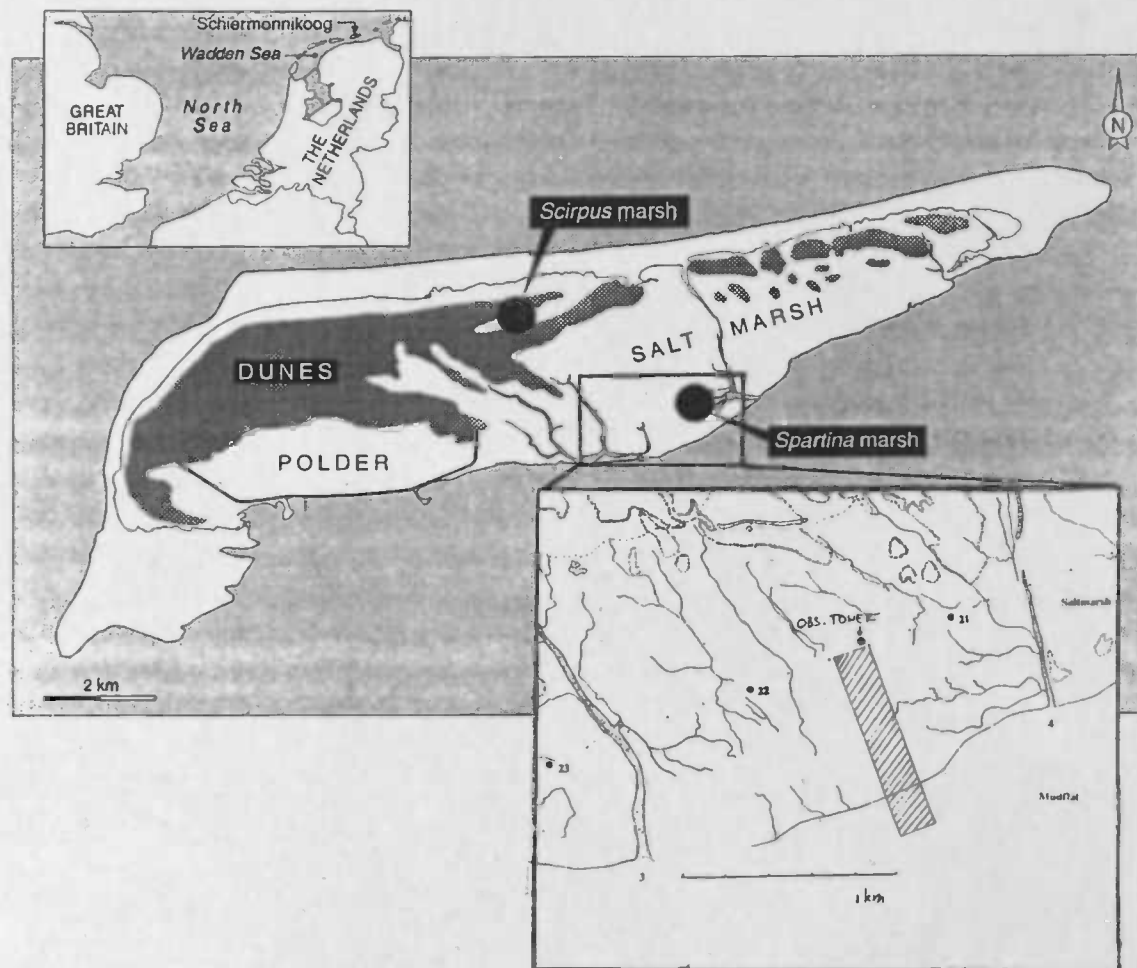 Schiermonnikoog
Wadden Sea
GREAT
BRITAIN
North
Sea
THE
NETHERLANDS
N
Scirpus marsh
DUNES
SALT
MARSH
POLDER
Spartina marsh
2 km
OBS. TOWER
21
Saltmarsh
22
23
4
Mudflat
3
1 km